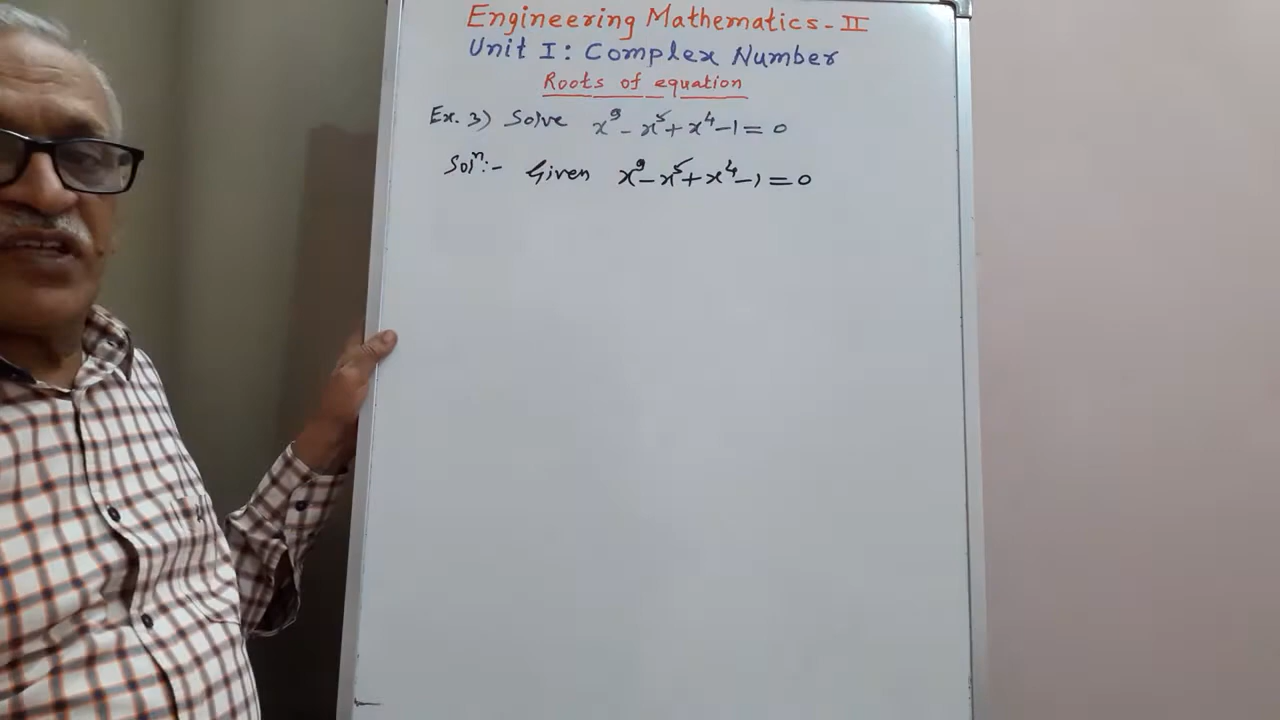 Engineering Mathematics - II
Unit I : Complex Number
Roots of equation
Ex. 3) Solve x⁹ - x⁵ + x⁴ - 1 = 0
Solⁿ:- Given x⁹ - x⁵ + x⁴ - 1 = 0